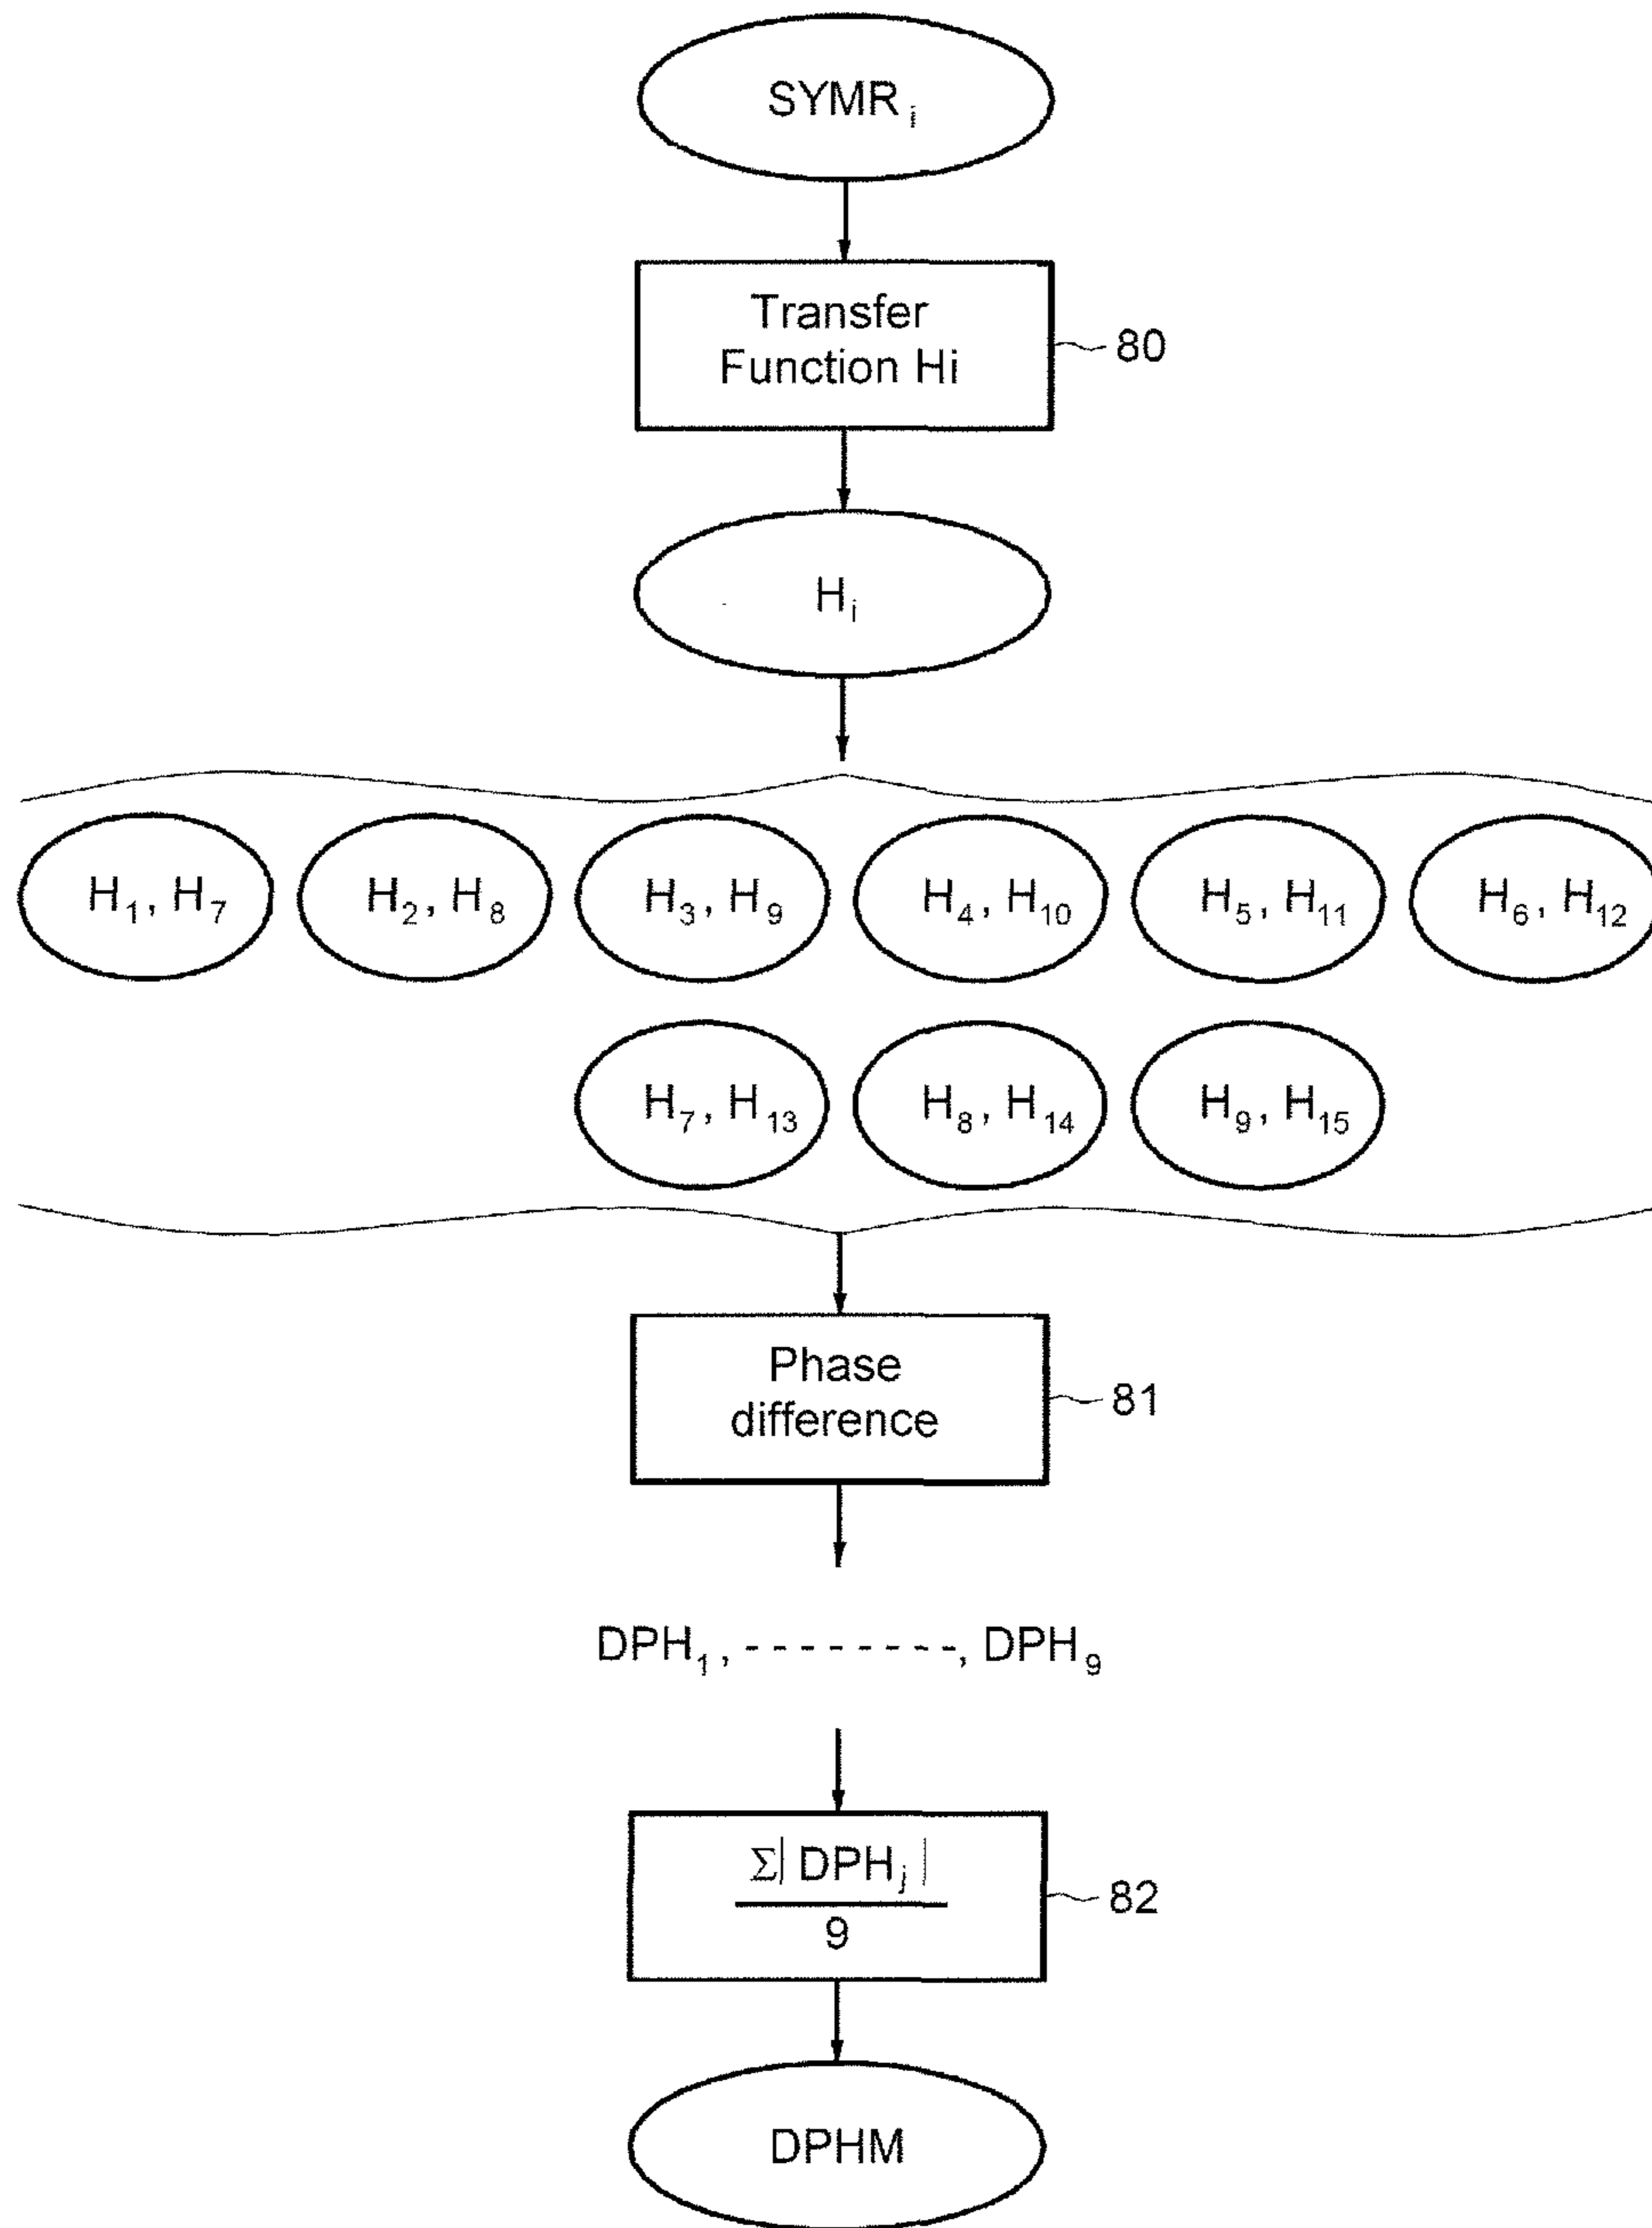 SYMR i
Transfer
Function Hi
80
H i
H 1, H 7
H 2, H 8
H 3, H 9
H 4, H 10
H 5, H 11
H 6, H 12
H 7, H 13
H 8, H 14
H 9, H 15
Phase
difference
81
DPH 1, - - - - - - - - -, DPH 9
Σ| DPH j |
9
82
DPHM